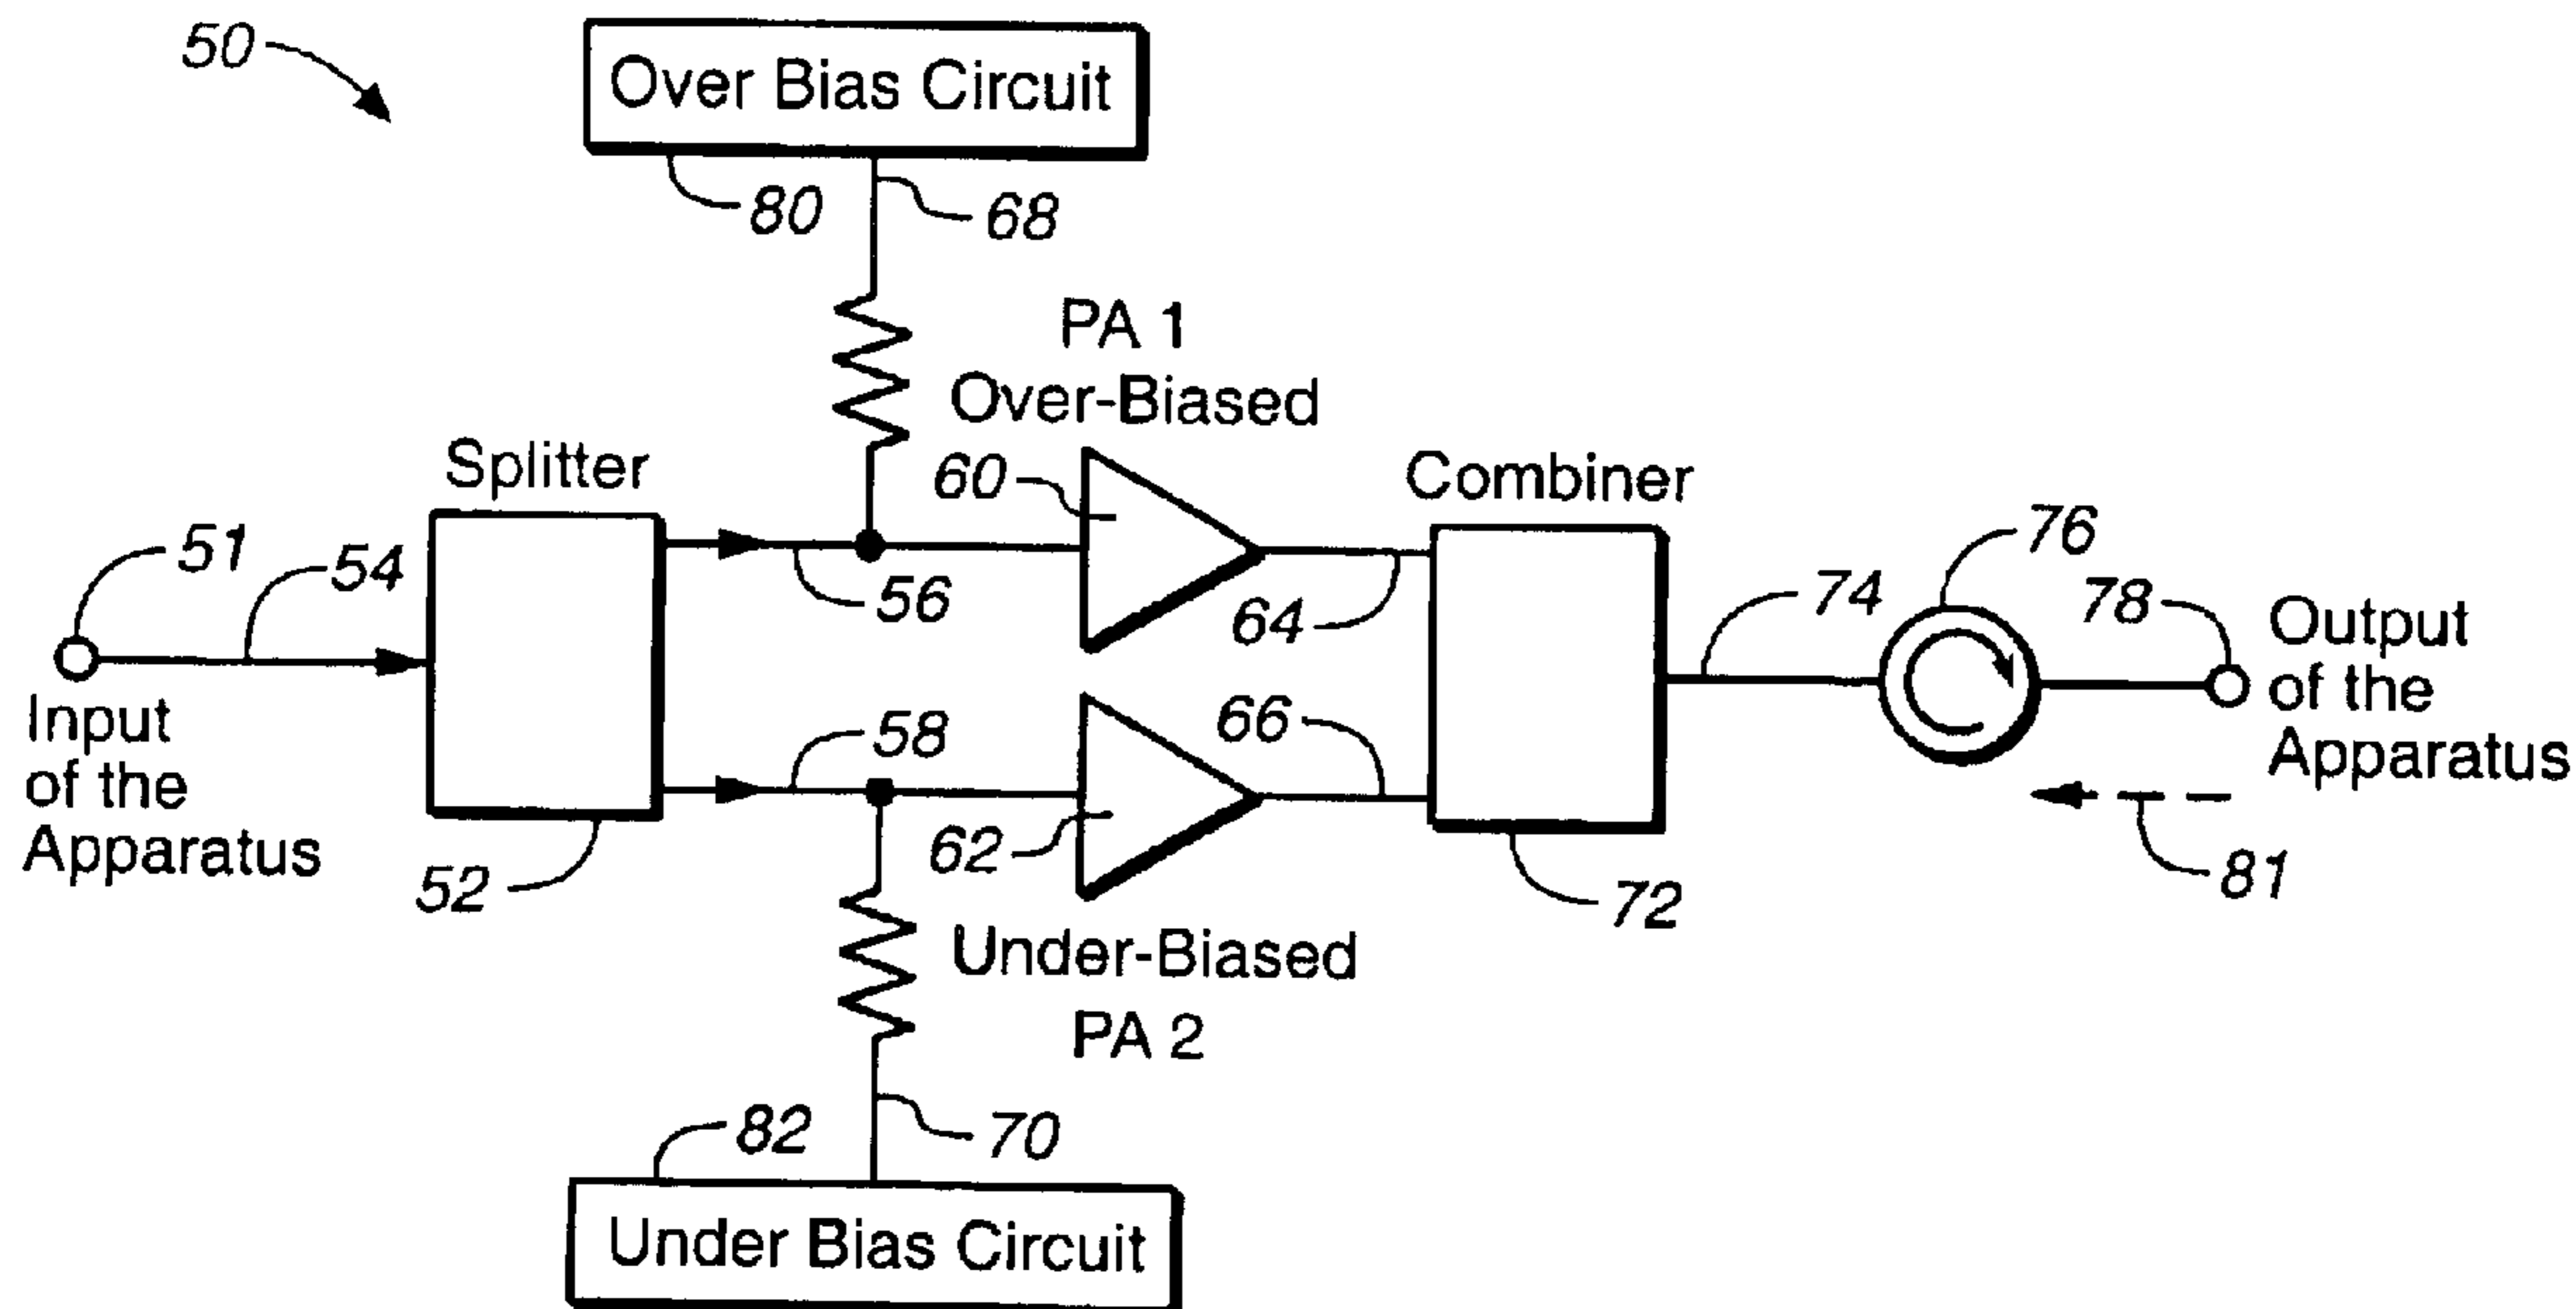 50
Over Bias Circuit
80
68
PA 1
Over-Biased
Splitter
60
Combiner
51
54
56
64
74
76
78
Output
of the
Apparatus
Input
of the
Apparatus
58
66
52
62
72
81
Under-Biased
PA 2
82
70
Under Bias Circuit